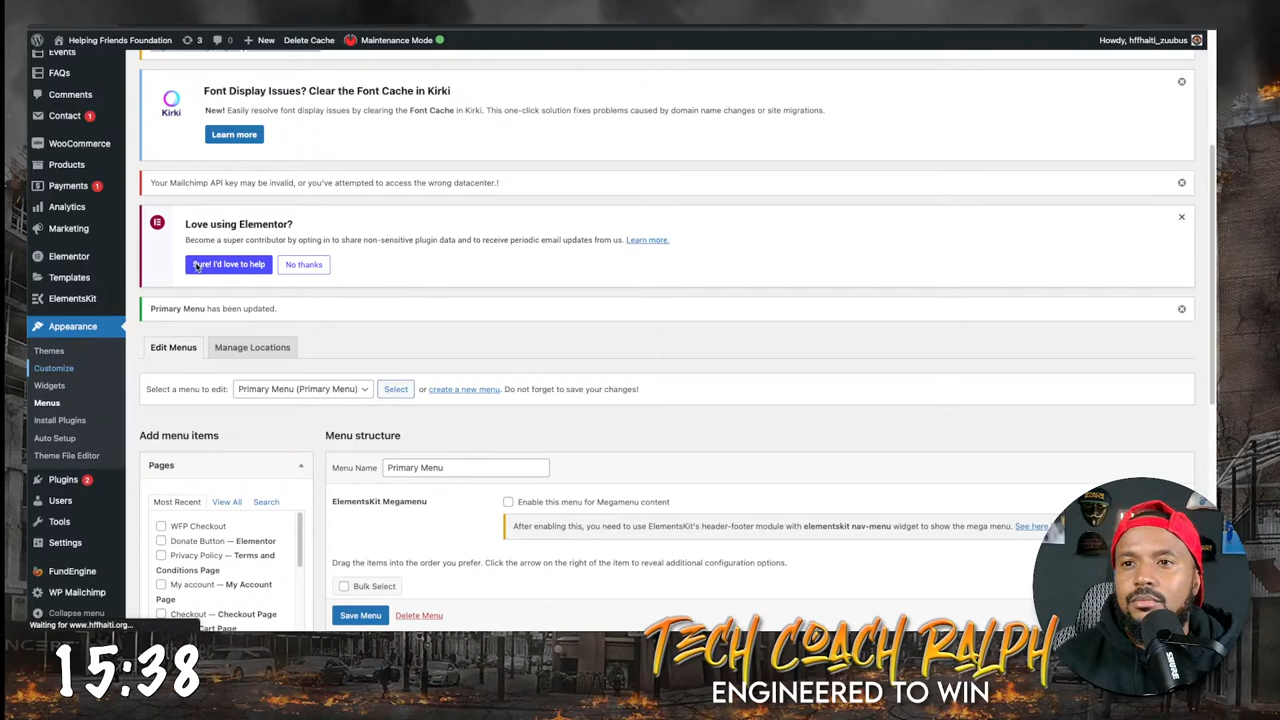 Helping Friends Foundation 3 0 + New Delete Cache Maintenance Mode Howdy, hffhaiti_zuubus
Events
FAQs
Comments
Contact 1
WooCommerce
Products
Payments 1
Analytics
Marketing
Elementor
Templates
ElementsKit
Appearance
Themes
Customize
Widgets
Menus
Install Plugins
Auto Setup
Theme File Editor
Plugins 2
Users
Tools
Settings
FundEngine
WP Mailchimp
Collapse menu
Waiting for www.hffhaiti.org...
Kirki
Font Display Issues? Clear the Font Cache in Kirki
New! Easily resolve font display issues by clearing the Font Cache in Kirki. This one-click solution fixes problems caused by domain name changes or site migrations.
Learn more
Your Mailchimp API key may be invalid, or you've attempted to access the wrong datacenter.!
Love using Elementor?
Become a super contributor by opting in to share non-sensitive plugin data and to receive periodic email updates from us. Learn more.
Sure! I'd love to help No thanks
Primary Menu has been updated.
Edit Menus Manage Locations
Select a menu to edit: Primary Menu (Primary Menu) Select or create a new menu. Do not forget to save your changes!
Add menu items
Pages
Most Recent View All Search
WFP Checkout
Donate Button — Elementor
Privacy Policy — Terms and
Conditions Page
My account — My Account
Page
Checkout — Checkout Page
Cart Page
Menu structure
Menu Name Primary Menu
ElementsKit Megamenu Enable this menu for Megamenu content
After enabling this, you need to use ElementsKit's header-footer module with elementskit nav-menu widget to show the mega menu. See here
Drag the items into the order you prefer. Click the arrow on the right of the item to reveal additional configuration options.
Bulk Select
Save Menu Delete Menu
15:38
TECH COACH RALPH
ENGINEERED TO WIN
SHURE